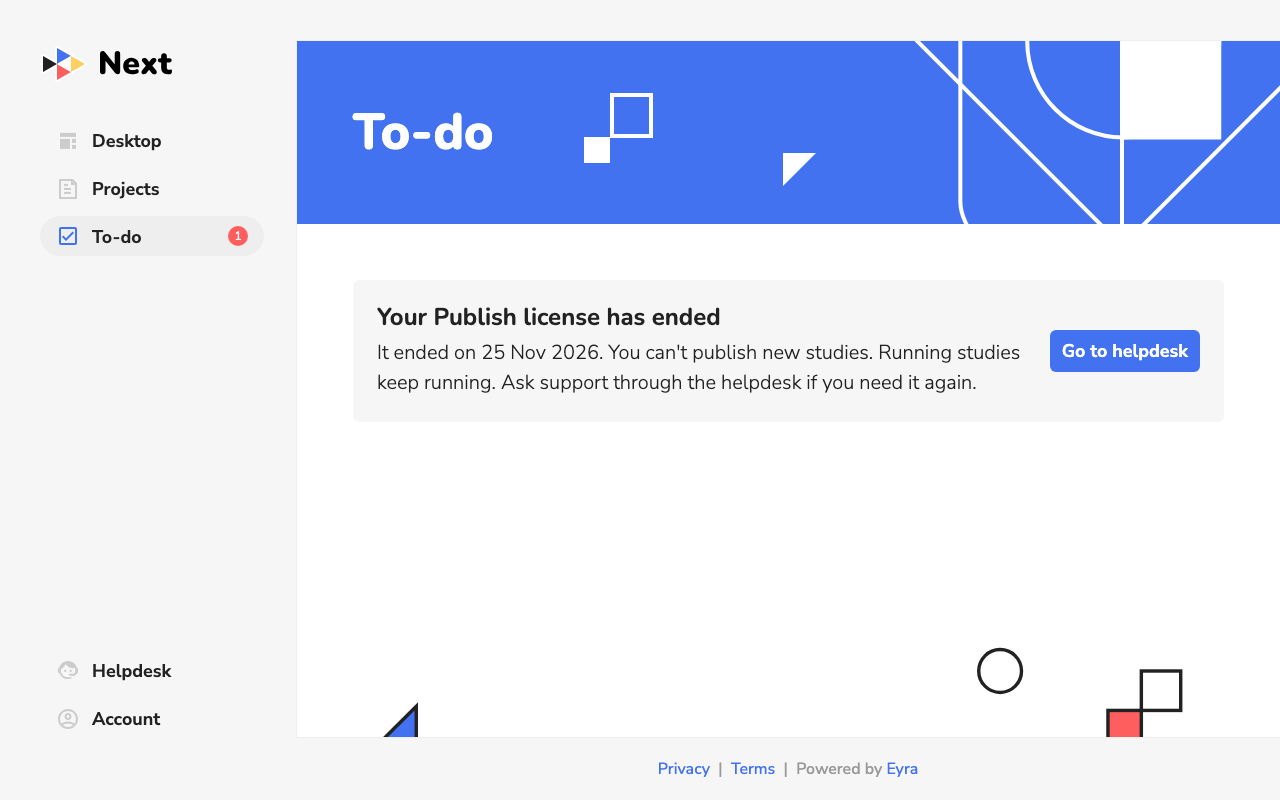 Next
Desktop
Projects
To-do 1
Helpdesk
Account
To-do
Your Publish license has ended
It ended on 25 Nov 2026. You can't publish new studies. Running studies
keep running. Ask support through the helpdesk if you need it again.
Go to helpdesk
Privacy | Terms | Powered by Eyra